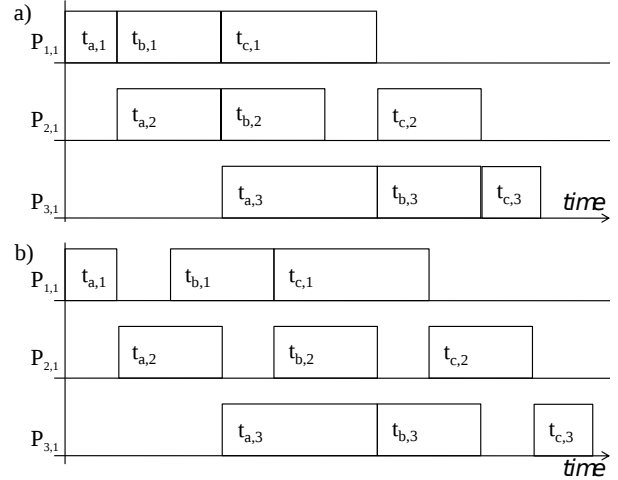 a)
P1,1 ta,1 tb,1 tc,1
P2,1 ta,2 tb,2 tc,2
P3,1 ta,3 tb,3 tc,3 time
b)
P1,1 ta,1 tb,1 tc,1
P2,1 ta,2 tb,2 tc,2
P3,1 ta,3 tb,3 tc,3
time